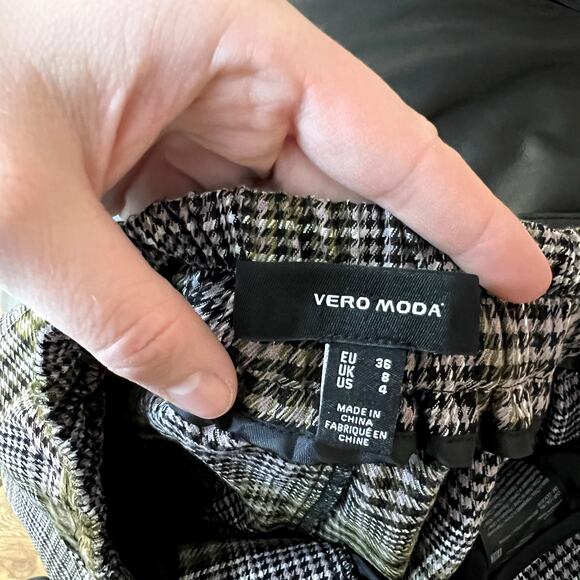 VERO MODA
EU 36
UK 8
US 4
MADE IN
CHINA
FABRIQUÉ EN
CHINE